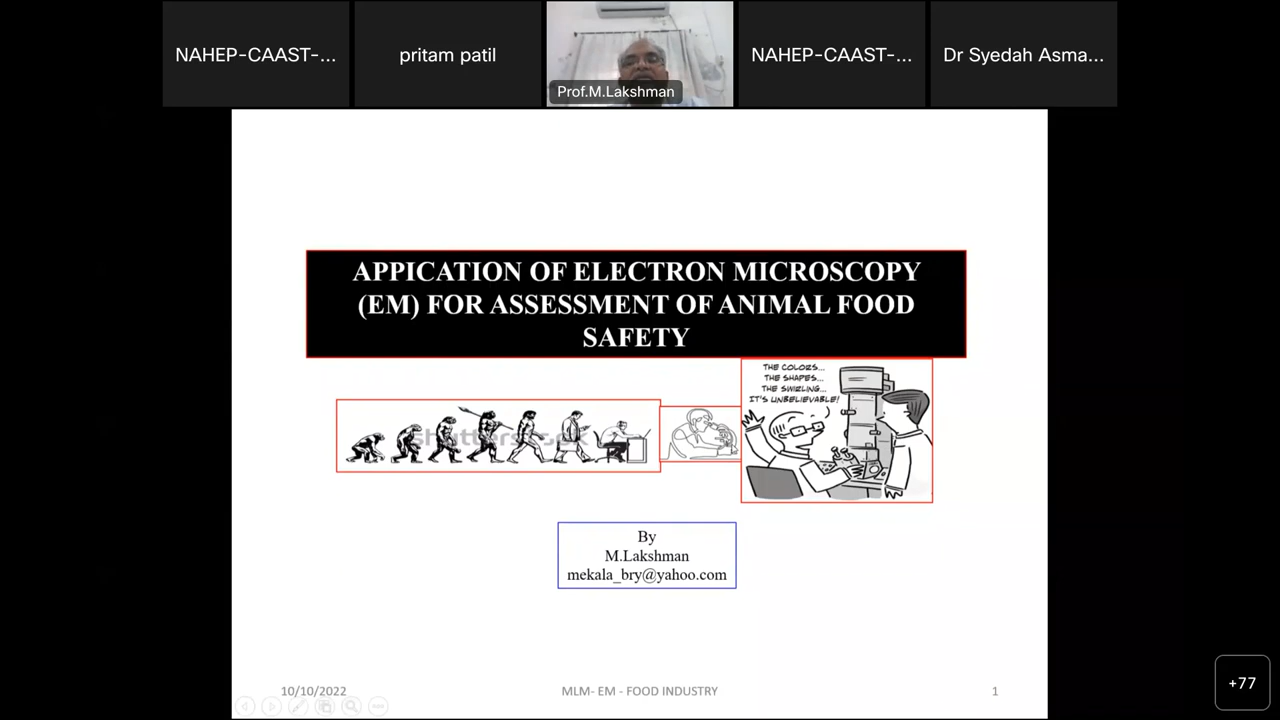 NAHEP-CAAST-...
pritam patil
Prof.M.Lakshman
NAHEP-CAAST-...
Dr Syedah Asma...
APPICATION OF ELECTRON MICROSCOPY
(EM) FOR ASSESSMENT OF ANIMAL FOOD
SAFETY
THE COLORS...
THE SHAPES...
THE SWIRLING...
IT'S UNBELIEVABLE!
shutterstock
By
M.Lakshman
mekala_bry@yahoo.com
10/10/2022
MLM- EM - FOOD INDUSTRY
1
+77